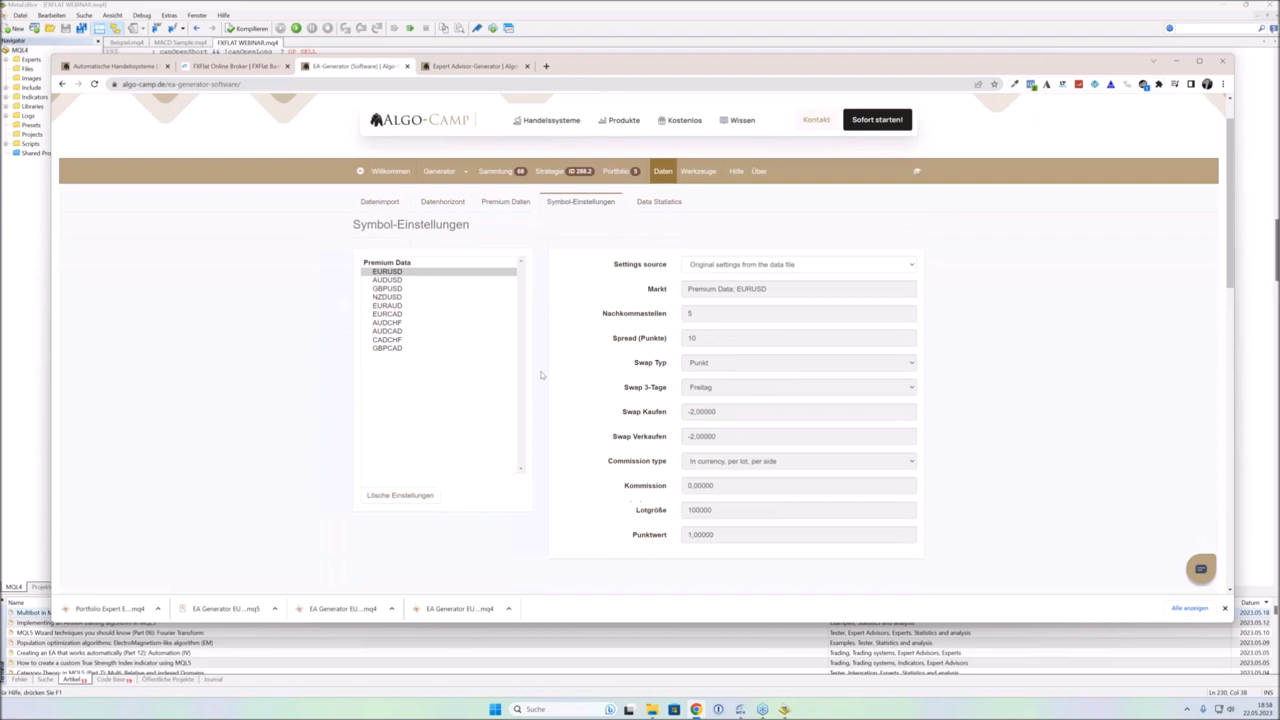 MetaEditor - [FXFLAT WEBINAR.mq4]
Datei Bearbeiten Suche Ansicht Debug Extras Fenster Hilfe
New Kompilieren
Navigator
Beispiel.mq4 MACD Sample.mq4 FXFLAT WEBINAR.mq4
MQL4
Experts
Files
Images
Include
Indicators
Libraries
Logs
Presets
Projects
Scripts
Shared Pro
: canOpenShort && !canOpenLong ? OP_SELL
Automatische Handelssysteme |
FXFlat Online Broker | FXFlat Ba
EA-Generator (Software) | Algo-
Expert Advisor-Generator | Algo
algo-camp.de/ea-generator-software/
ALGO-CAMP
Handelssysteme Produkte Kostenlos Wissen Kontakt Sofort starten!
Willkommen Generator Sammlung 68 Strategie ID 288.2 Portfolio 5 Daten Werkzeuge Hilfe Über
Datenimport Datenhorizont Premium Daten Symbol-Einstellungen Data Statistics
Symbol-Einstellungen
Premium Data
EURUSD
AUDUSD
GBPUSD
NZDUSD
EURAUD
EURCAD
AUDCHF
AUDCAD
CADCHF
GBPCAD
Lösche Einstellungen
Settings source Original settings from the data file
Markt Premium Data; EURUSD
Nachkommastellen 5
Spread (Punkte) 10
Swap Typ Punkt
Swap 3-Tage Freitag
Swap Kaufen -2,00000
Swap Verkaufen -2,00000
Commission type In currency, per lot, per side
Kommission 0,00000
Lotgröße 100000
Punktwert 1,00000
MQL4 Projekt
Portfolio Expert E....mq4 EA Generator EU....mq5 EA Generator EU....mq4 EA Generator EU....mq4 Alle anzeigen
Name Datum
Multibot in M 2023.05.18
2023.05.12
MQL5 Wizard techniques you should know (Part 06): Fourier Transform Tester, Expert Advisors, Experts, Statistics and analysis 2023.05.10
Population optimization algorithms: ElectroMagnetism-like algorithm (ЕМ) Examples, Tester, Statistics and analysis 2023.05.09
Creating an EA that works automatically (Part 12): Automation (IV) Trading, Trading systems, Expert Advisors, Experts 2023.05.05
How to create a custom True Strength Index indicator using MQL5 Trading, Trading systems, Indicators, Expert Advisors 2023.05.05
Fehler Suche Artikel Code Base Öffentliche Projekte Journal
für Hilfe, drücken Sie F1 Ln 230, Col 38 INS
Suche
18:58
22.05.2023